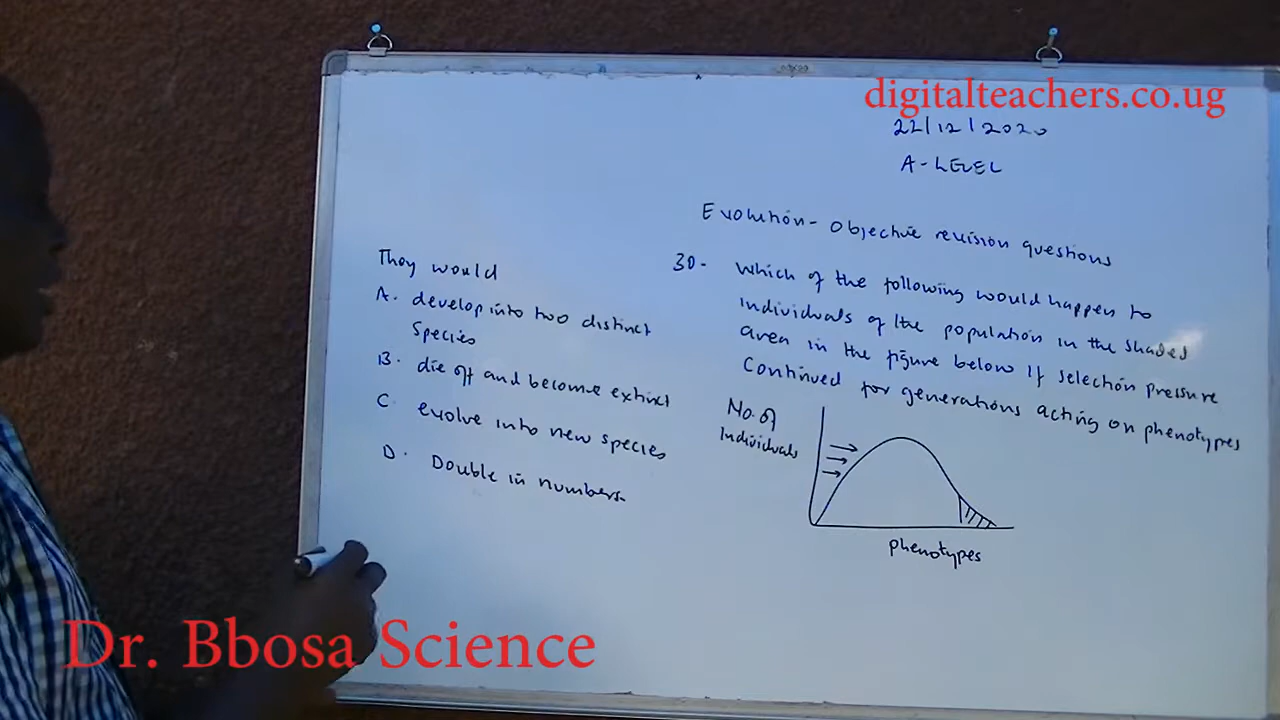 digitalteachers.co.ug
22/12/2020
A-LEVEL
Evolution- Objective revision questions
30- Which of the following would happen to
individuals of the population in the shaded
area in the figure below if selection pressure
Continued for generations acting on phenotypes
No. of
Individuals
phenotypes
They would
A. develop into two distinct
Species
B. die off and become extinct
C. evolve into new species
D. Double in numbers.
Dr. Bbosa Science